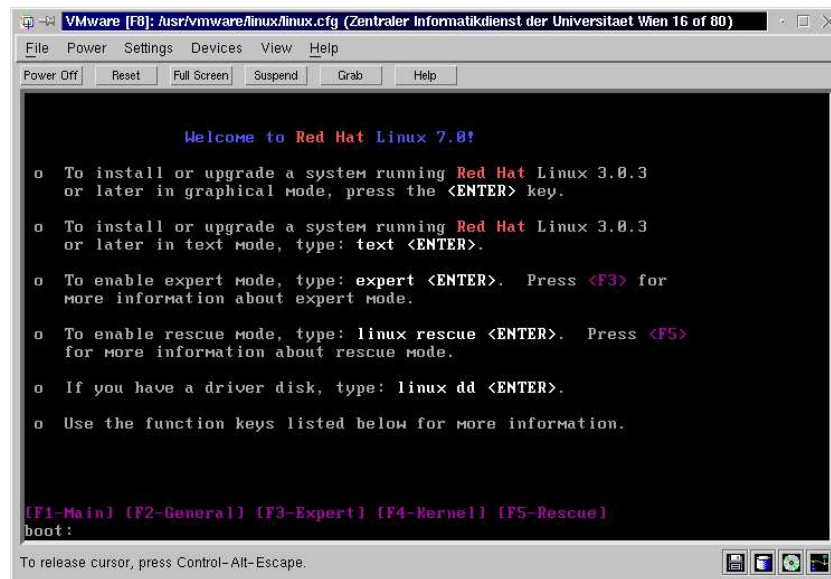 VMware [F8]: /usr/vmware/linux/linux.cfg (Zentraler Informatikdienst der Universitaet Wien 16 of 80)
File Power Settings Devices View Help
Power Off Reset Full Screen Suspend Grab Help
Welcome to Red Hat Linux 7.0!
o To install or upgrade a system running Red Hat Linux 3.0.3
or later in graphical mode, press the <ENTER> key.
o To install or upgrade a system running Red Hat Linux 3.0.3
or later in text mode, type: text <ENTER>.
o To enable expert mode, type: expert <ENTER>. Press <F3> for
more information about expert mode.
o To enable rescue mode, type: linux rescue <ENTER>. Press <F5>
for more information about rescue mode.
o If you have a driver disk, type: linux dd <ENTER>.
o Use the function keys listed below for more information.
[F1-Main] [F2-General] [F3-Expert] [F4-Kernel] [F5-Rescue]
boot:
To release cursor, press Control-Alt-Escape.